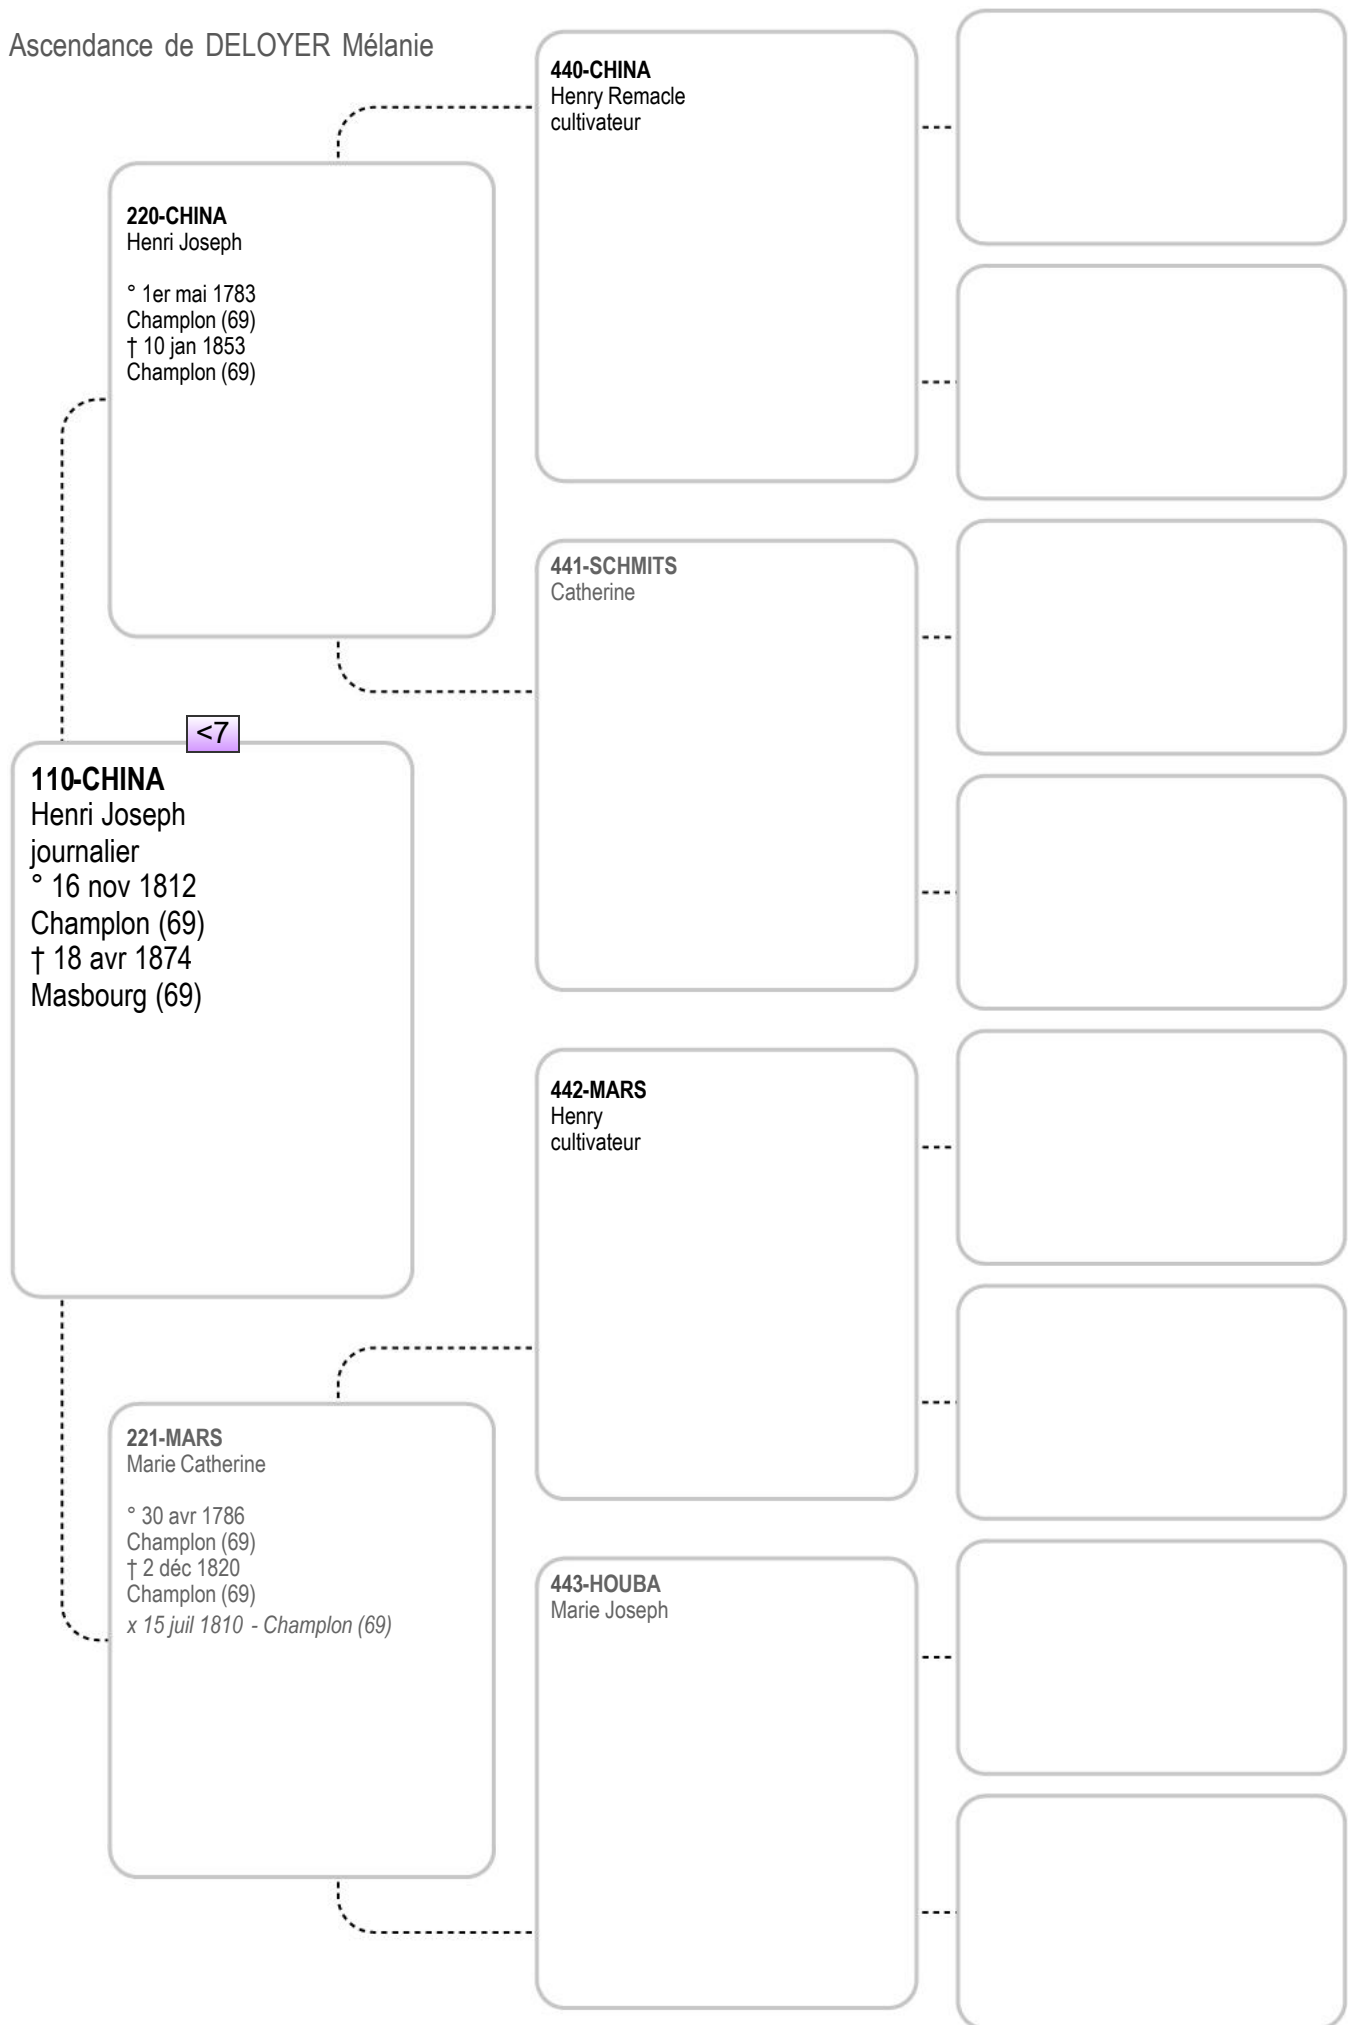 Ascendance de DELOYER Mélanie
440-CHINA
Henry Remacle
cultivateur
220-CHINA
Henri Joseph
° 1er mai 1783
Champlon (69)
† 10 jan 1853
Champlon (69)
441-SCHMITS
Catherine
<7
110-CHINA
Henri Joseph
journalier
° 16 nov 1812
Champlon (69)
† 18 avr 1874
Masbourg (69)
442-MARS
Henry
cultivateur
221-MARS
Marie Catherine
° 30 avr 1786
Champlon (69)
† 2 déc 1820
Champlon (69)
x 15 juil 1810 - Champlon (69)
443-HOUBA
Marie Joseph